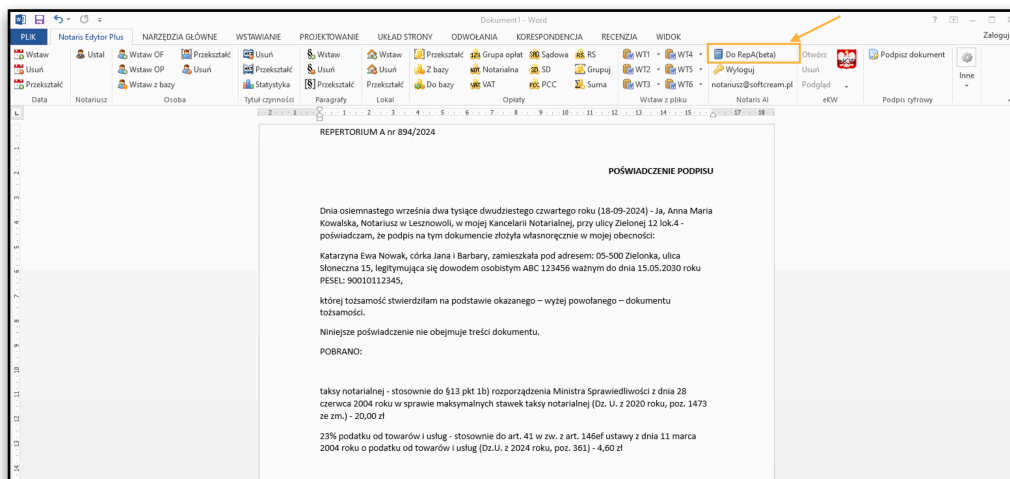 Dokument1 - Word
PLIK Notaris Edytor Plus NARZĘDZIA GŁÓWNE WSTAWIANIE PROJEKTOWANIE UKŁAD STRONY ODWOŁANIA KORESPONDENCJA RECENZJA WIDOK Zaloguj
Wstaw Ustal Wstaw OF Przekształć Usuń Wstaw Wstaw Przekształć Grupa opłat Sądowa RS WT1 WT4 Do RepA(beta) Otwórz Podpisz dokument
Usuń Wstaw OP Usuń Przekształć Usuń Usuń Z bazy Notarialna SD Grupuj WT2 WT5 Wyloguj Usuń Inne
Przekształć Wstaw z bazy Statystyka Przekształć Przekształć Do bazy VAT PCC Suma WT3 WT6 notariusz@softcream.pl Podgląd
Data Notariusz Osoba Tytuł czynności Paragrafy Lokal Opłaty Wstaw z pliku Notaris AI eKW Podpis cyfrowy
REPERTORIUM A nr 894/2024
POŚWIADCZENIE PODPISU
Dnia osiemnastego września dwa tysiące dwudziestego czwartego roku (18-09-2024) - Ja, Anna Maria
Kowalska, Notariusz w Lesznowoli, w mojej Kancelarii Notarialnej, przy ulicy Zielonej 12 lok.4 -
poświadczam, że podpis na tym dokumencie złożyła własnoręcznie w mojej obecności:
Katarzyna Ewa Nowak, córka Jana i Barbary, zamieszkała pod adresem: 05-500 Zielonka, ulica
Słoneczna 15, legitymująca się dowodem osobistym ABC 123456 ważnym do dnia 15.05.2030 roku
PESEL: 90010112345,
której tożsamość stwierdziłam na podstawie okazanego – wyżej powołanego – dokumentu
tożsamości.
Niniejsze poświadczenie nie obejmuje treści dokumentu.
POBRANO:
taksy notarialnej - stosownie do §13 pkt 1b) rozporządzenia Ministra Sprawiedliwości z dnia 28
czerwca 2004 roku w sprawie maksymalnych stawek taksy notarialnej (Dz. U. z 2020 roku, poz. 1473
ze zm.) - 20,00 zł
23% podatku od towarów i usług - stosownie do art. 41 w zw. z art. 146ef ustawy z dnia 11 marca
2004 roku o podatku od towarów i usług (Dz.U. z 2024 roku, poz. 361) - 4,60 zł